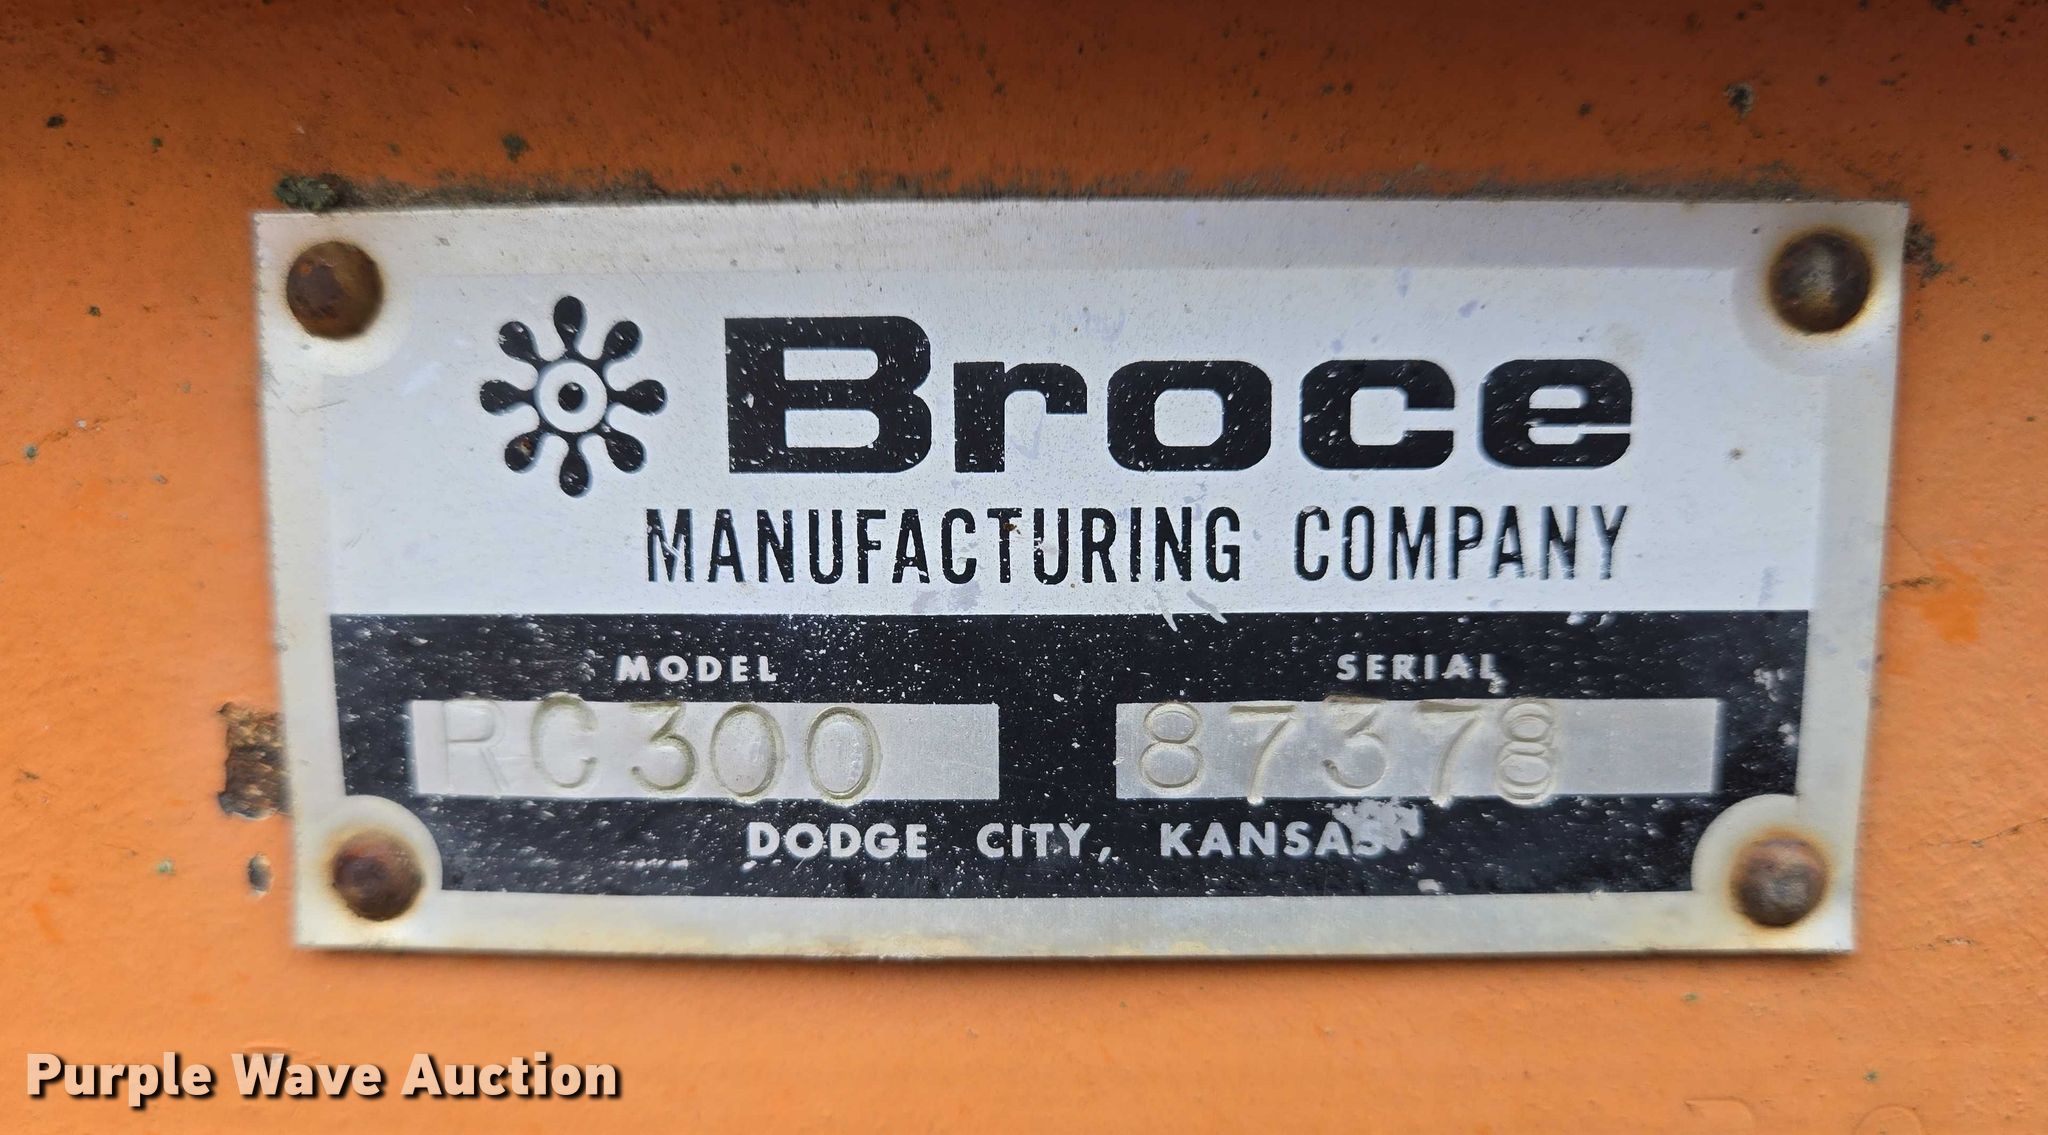 Broce
MANUFACTURING COMPANY
MODEL SERIAL
RC300 87378
DODGE CITY, KANSAS
Purple Wave Auction